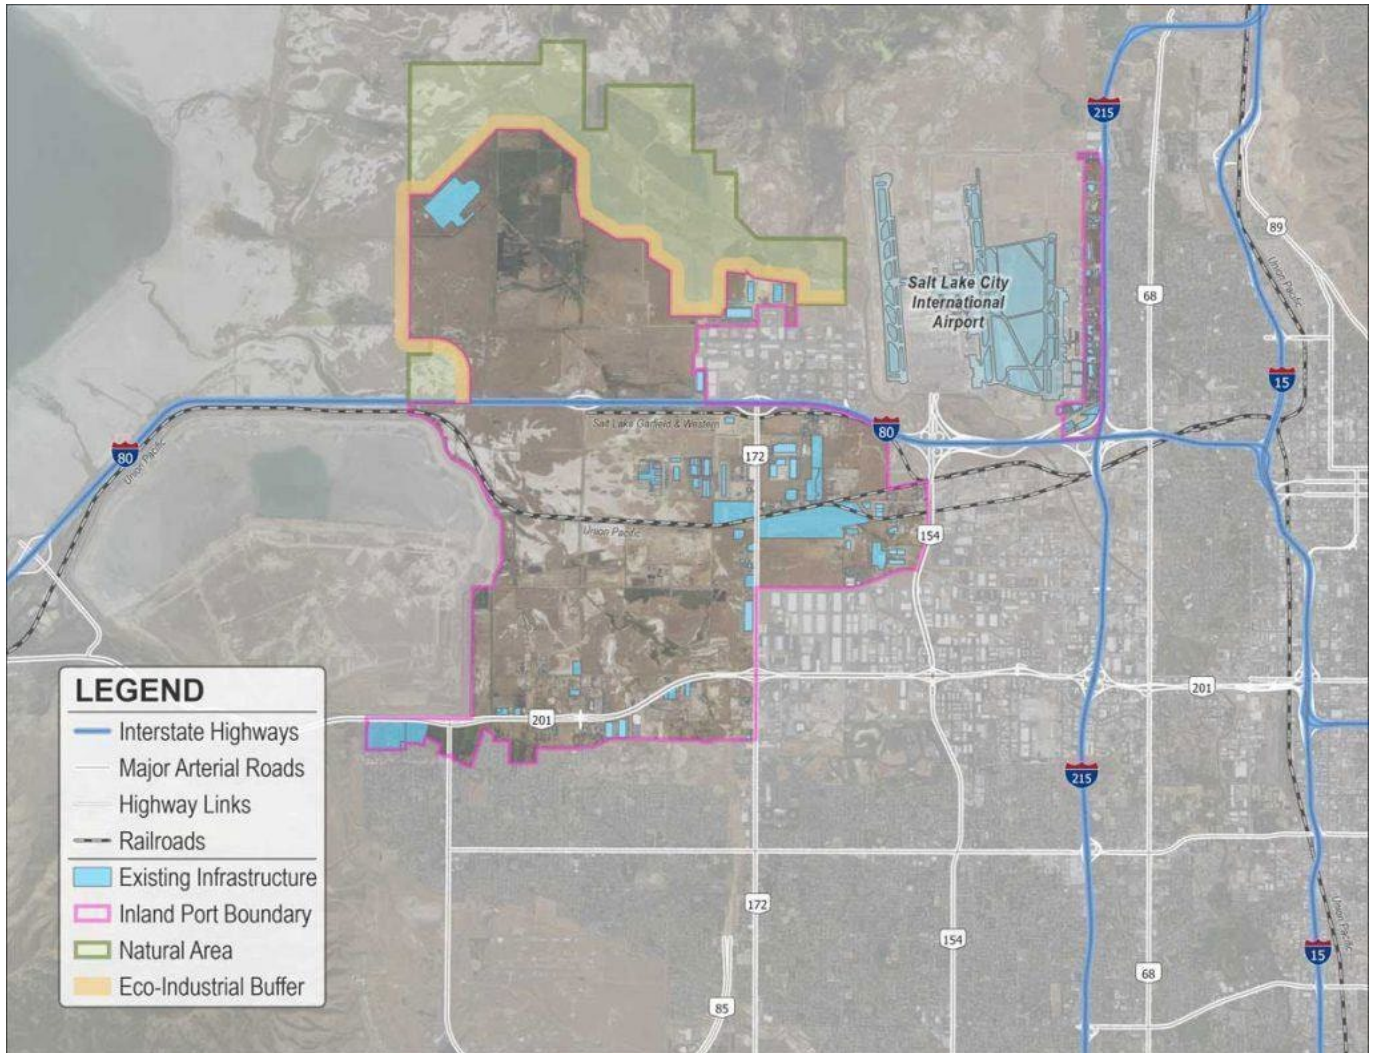 215
89
Union Pacific
68
Salt Lake City
International
Airport
15
80
Salt Lake Garfield & Western
172
80
Union Pacific
Union Pacific
154
LEGEND
Interstate Highways
Major Arterial Roads
Highway Links
Railroads
Existing Infrastructure
Inland Port Boundary
Natural Area
Eco-Industrial Buffer
201
201
215
172
154
68
15
85
Union Pacific